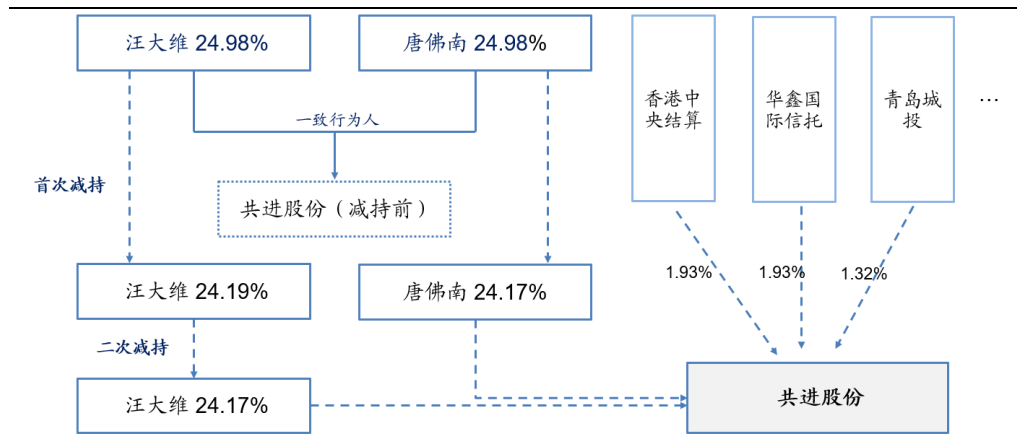 汪大维 24.98%
唐佛南 24.98%
香港中
央结算
华鑫国
际信托
青岛城
投
…
一致行为人
首次减持
共进股份（减持前）
汪大维 24.19%
唐佛南 24.17%
1.93%
1.93%
1.32%
二次减持
汪大维 24.17%
共进股份